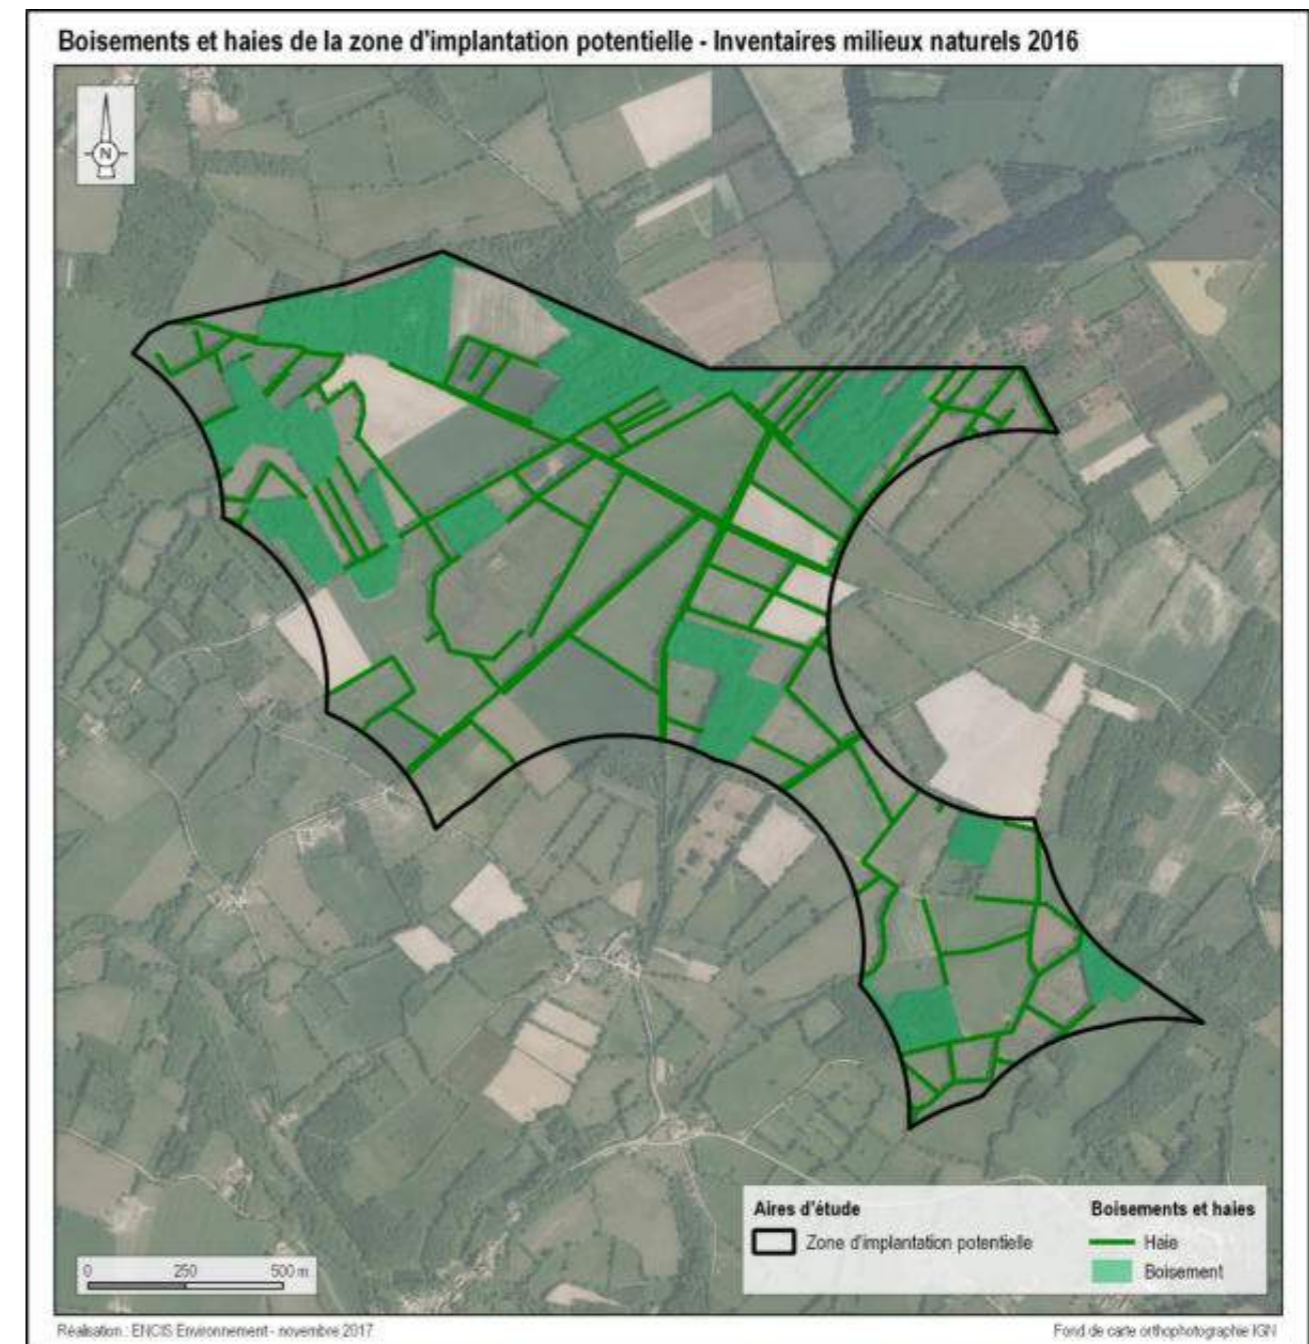 Boisements et haies de la zone d'implantation potentielle - Inventaires milieux naturels 2016
N
Aires d'étude
Zone d'implantation potentielle
Boisements et haies
Haie
Boisement
0 250 500 m
Réalisation : ENCIS Environnement - novembre 2017
Fond de carte orthophotographie IGN